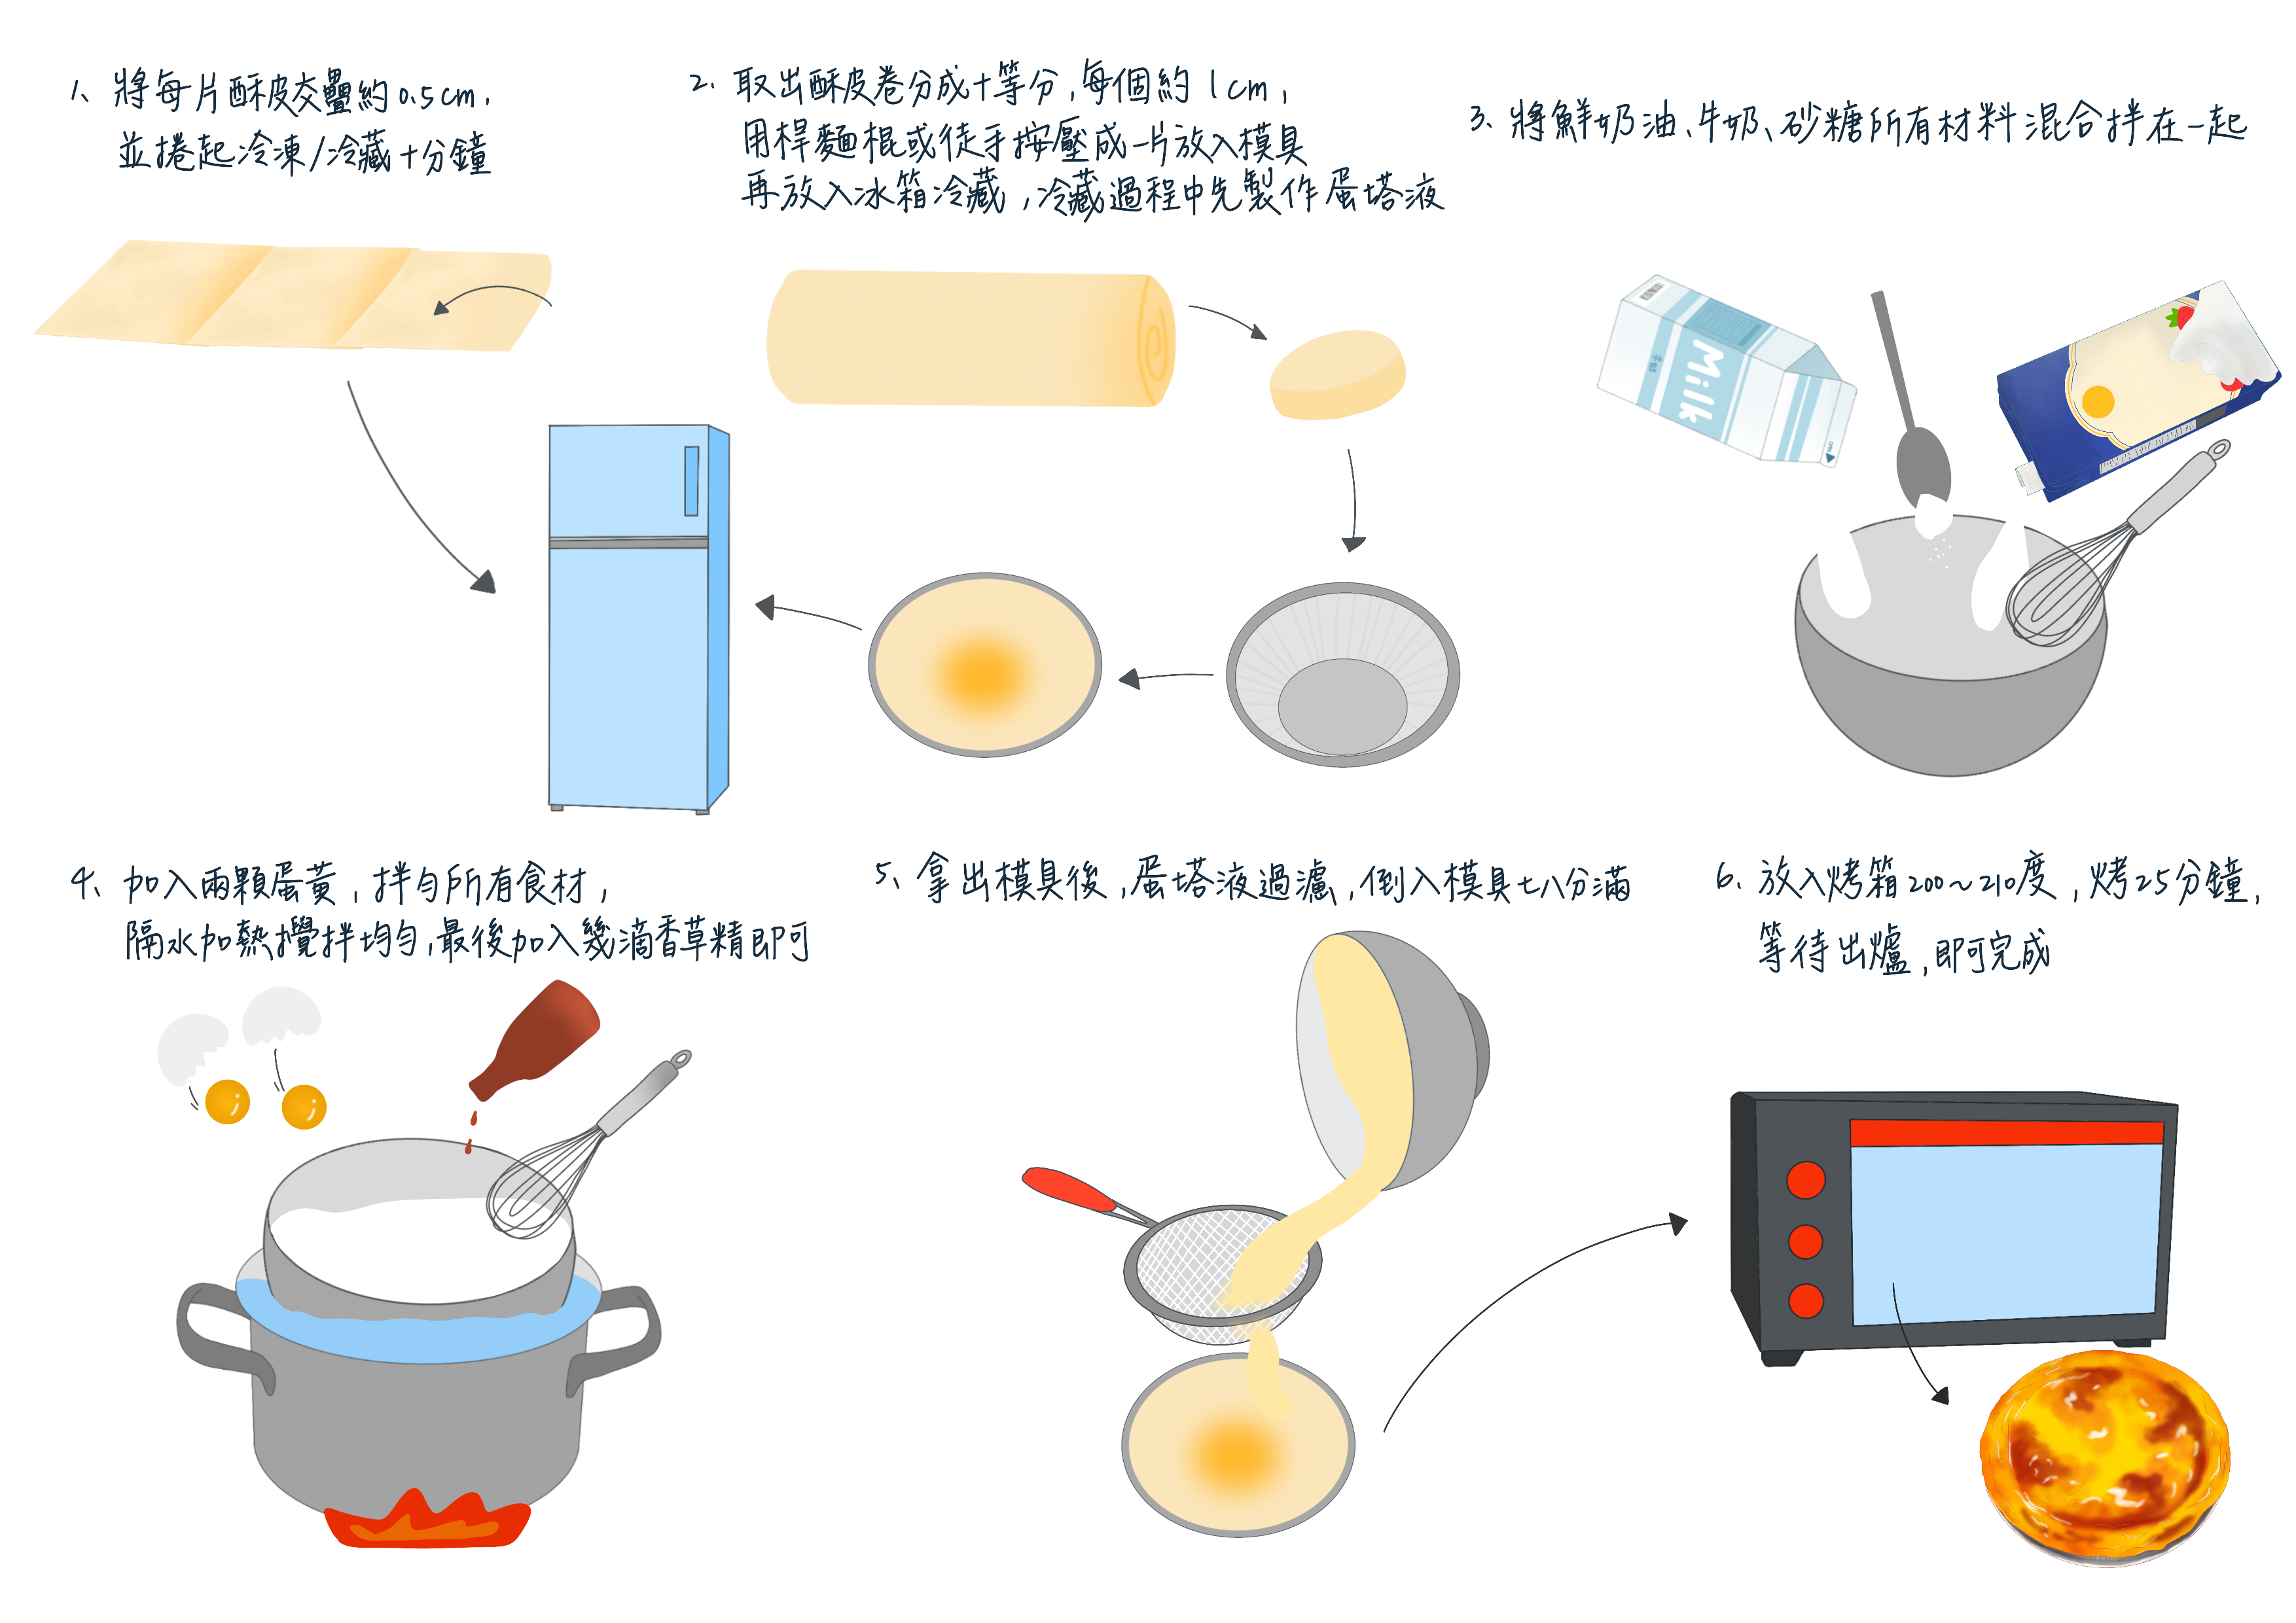 1、將每片酥皮交疊約0.5cm,
並捲起冷凍/冷藏十分鐘
2. 取出酥皮卷分成十等分,每個約1cm,
用桿麵棍或徒手按壓成一片放入模具
再放入冰箱冷藏,冷藏過程中先製作蛋塔液
3、將鮮奶油、牛奶、砂糖所有材料混合拌在一起
Milk
牛奶
4、加入兩顆蛋黃,拌勻所有食材,
隔水加熱攪拌均勻,最後加入幾滴香草精即可
5、拿出模具後,蛋塔液過濾,倒入模具七八分滿
6、放入烤箱200~210度,烤25分鐘,
等待出爐,即可完成